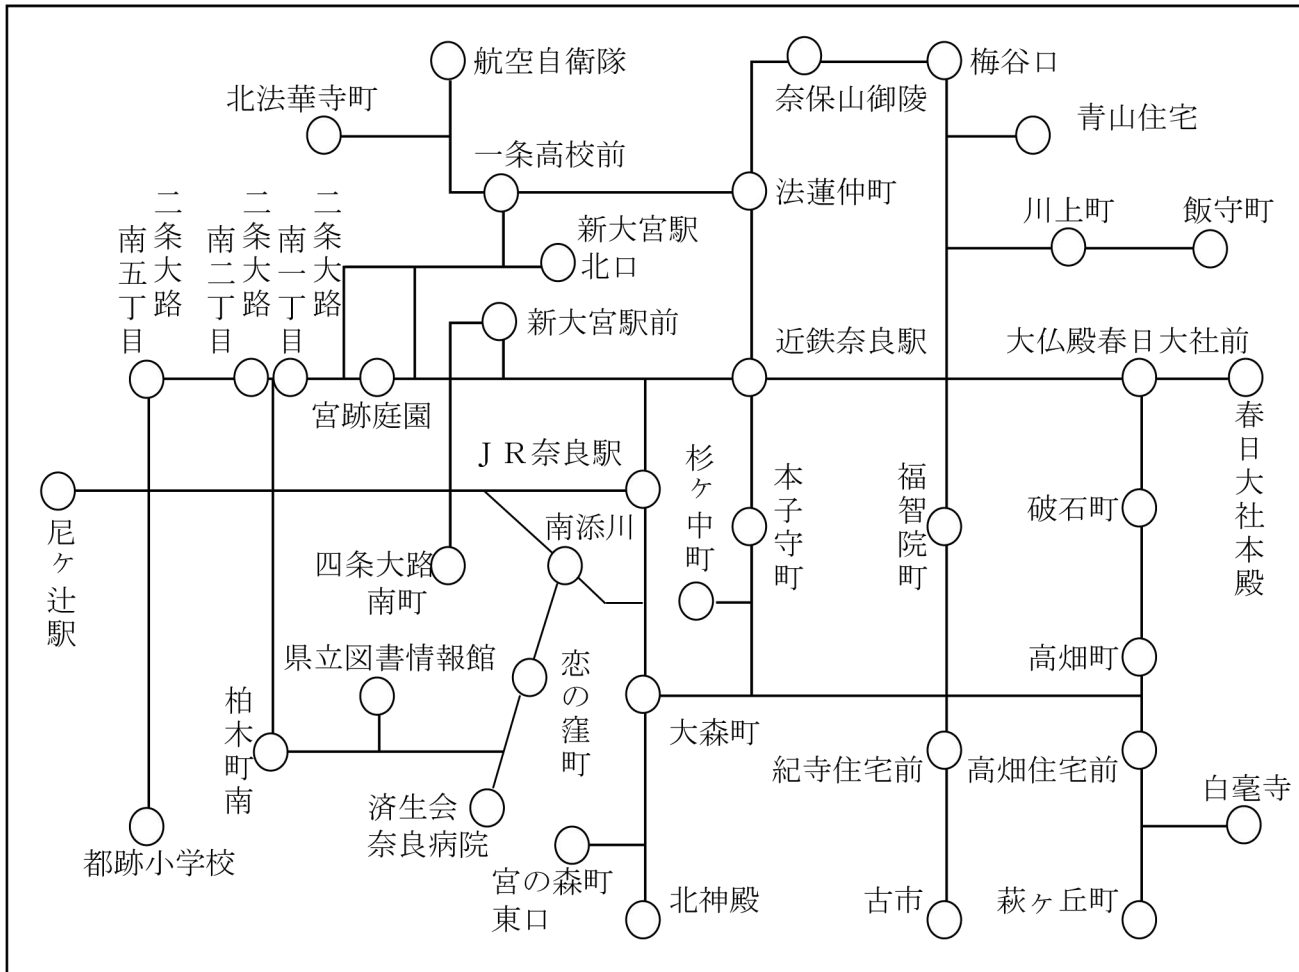 航空自衛隊
梅谷口
北法華寺町
奈保山御陵
青山住宅
一条高校前
法蓮仲町
川上町
飯守町
二条大路
南五丁目
二条大路
南二丁目
二条大路
南一丁目
新大宮駅
北口
新大宮駅前
近鉄奈良駅
大仏殿春日大社前
宮跡庭園
春日大社本殿
ＪＲ奈良駅
杉ヶ中町
本子守町
福智院町
破石町
尼ヶ辻駅
南添川
四条大路
南町
県立図書情報館
恋の窪町
高畑町
柏木町南
大森町
紀寺住宅前
高畑住宅前
白毫寺
済生会
奈良病院
都跡小学校
宮の森町
東口
北神殿
古市
萩ヶ丘町